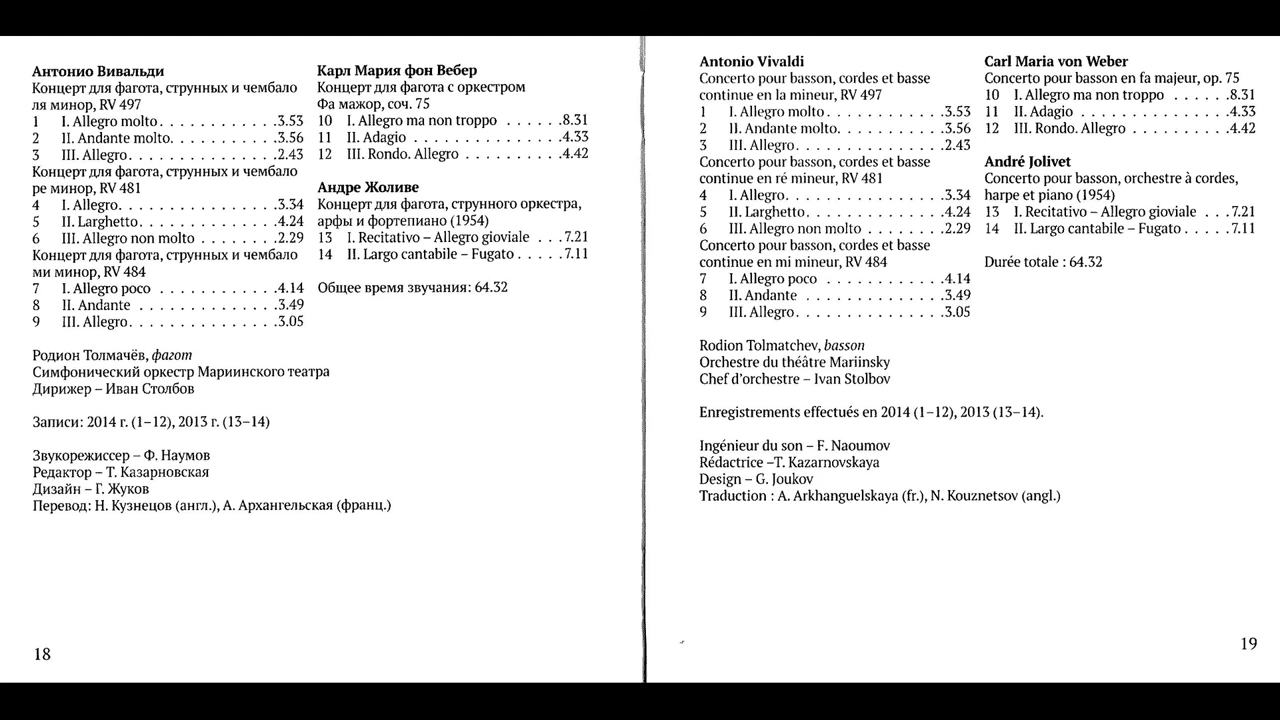 Антонио Вивальди
Концерт для фагота, струнных и чембало
ля минор, RV 497
1 I. Allegro molto. . . . . . . . . . . .3.53
2 II. Andante molto. . . . . . . . . . .3.56
3 III. Allegro. . . . . . . . . . . . . . .2.43
Концерт для фагота, струнных и чембало
ре минор, RV 481
4 I. Allegro. . . . . . . . . . . . . . . .3.34
5 II. Larghetto. . . . . . . . . . . . . .4.24
6 III. Allegro non molto . . . . . . . .2.29
Концерт для фагота, струнных и чембало
ми минор, RV 484
7 I. Allegro poco . . . . . . . . . . . .4.14
8 II. Andante . . . . . . . . . . . . . .3.49
9 III. Allegro. . . . . . . . . . . . . . .3.05
Карл Мария фон Вебер
Концерт для фагота с оркестром
Фа мажор, соч. 75
10 I. Allegro ma non troppo . . . . . .8.31
11 II. Adagio . . . . . . . . . . . . . .4.33
12 III. Rondo. Allegro . . . . . . . . . .4.42
Андре Жоливе
Концерт для фагота, струнного оркестра,
арфы и фортепиано (1954)
13 I. Recitativo – Allegro gioviale . . .7.21
14 II. Largo cantabile – Fugato . . . . .7.11
Общее время звучания: 64.32
Родион Толмачёв, фагот
Симфонический оркестр Мариинского театра
Дирижер – Иван Столбов
Записи: 2014 г. (1–12), 2013 г. (13–14)
Звукорежиссер – Ф. Наумов
Редактор – Т. Казарновская
Дизайн – Г. Жуков
Перевод: Н. Кузнецов (англ.), А. Архангельская (франц.)
18
Antonio Vivaldi
Concerto pour basson, cordes et basse
continue en la mineur, RV 497
1 I. Allegro molto. . . . . . . . . . . .3.53
2 II. Andante molto. . . . . . . . . . .3.56
3 III. Allegro. . . . . . . . . . . . . . .2.43
Concerto pour basson, cordes et basse
continue en ré mineur, RV 481
4 I. Allegro. . . . . . . . . . . . . . . .3.34
5 II. Larghetto. . . . . . . . . . . . . .4.24
6 III. Allegro non molto . . . . . . . .2.29
Concerto pour basson, cordes et basse
continue en mi mineur, RV 484
7 I. Allegro poco . . . . . . . . . . . .4.14
8 II. Andante . . . . . . . . . . . . . .3.49
9 III. Allegro. . . . . . . . . . . . . . .3.05
Carl Maria von Weber
Concerto pour basson en fa majeur, op. 75
10 I. Allegro ma non troppo . . . . . .8.31
11 II. Adagio . . . . . . . . . . . . . .4.33
12 III. Rondo. Allegro . . . . . . . . . .4.42
André Jolivet
Concerto pour basson, orchestre à cordes,
harpe et piano (1954)
13 I. Recitativo – Allegro gioviale . . .7.21
14 II. Largo cantabile – Fugato . . . . .7.11
Durée totale : 64.32
Rodion Tolmatchev, basson
Orchestre du théâtre Mariinsky
Chef d’orchestre – Ivan Stolbov
Enregistrements effectués en 2014 (1–12), 2013 (13–14).
Ingénieur du son – F. Naoumov
Rédactrice –T. Kazarnovskaya
Design – G. Joukov
Traduction : A. Arkhanguelskaya (fr.), N. Kouznetsov (angl.)
19